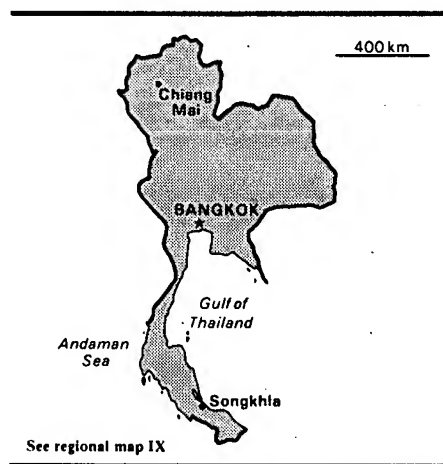 400 km
Chiang
Mai
BANGKOK
Gulf of
Thailand
Andaman
Sea
Songkhla
See regional map IX